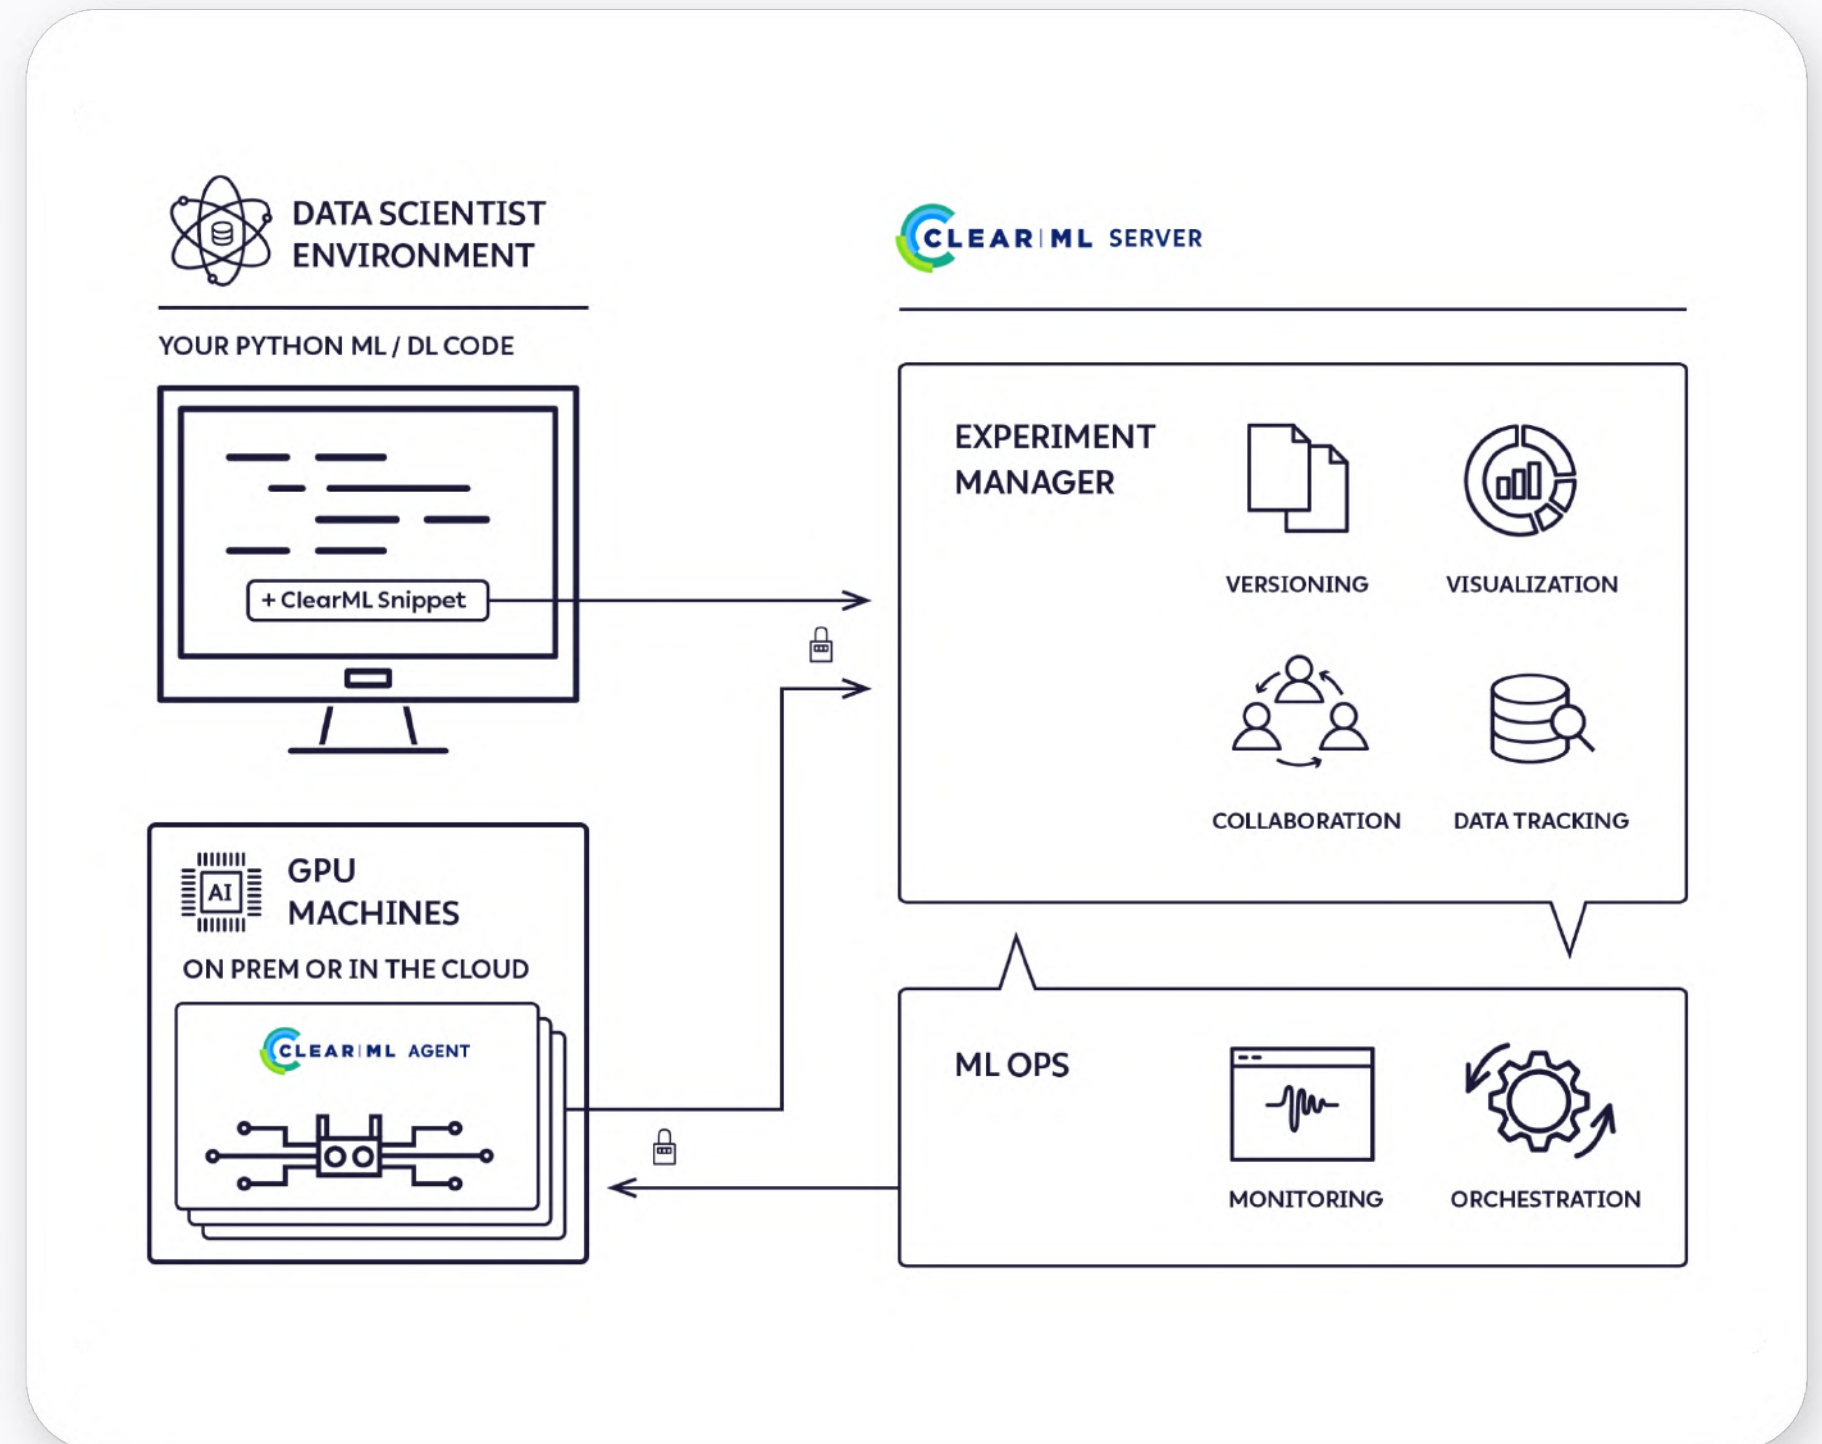 DATA SCIENTIST
ENVIRONMENT
YOUR PYTHON ML / DL CODE
+ ClearML Snippet
GPU
MACHINES
AI
ON PREM OR IN THE CLOUD
CLEAR|ML AGENT
CLEAR|ML SERVER
EXPERIMENT
MANAGER
VERSIONING
VISUALIZATION
COLLABORATION
DATA TRACKING
ML OPS
MONITORING
ORCHESTRATION